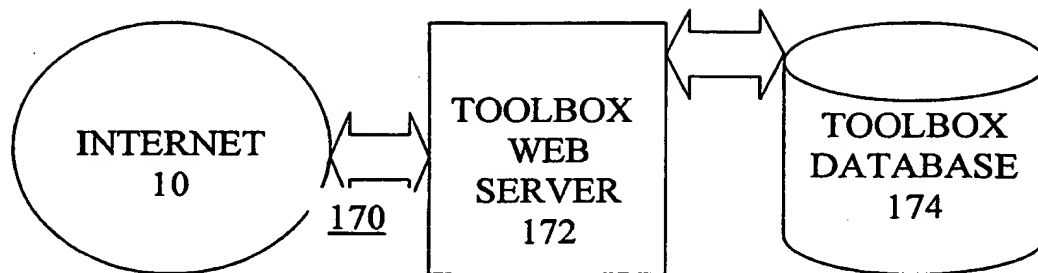 INTERNET
10
170
TOOLBOX
WEB
SERVER
172
TOOLBOX
DATABASE
174